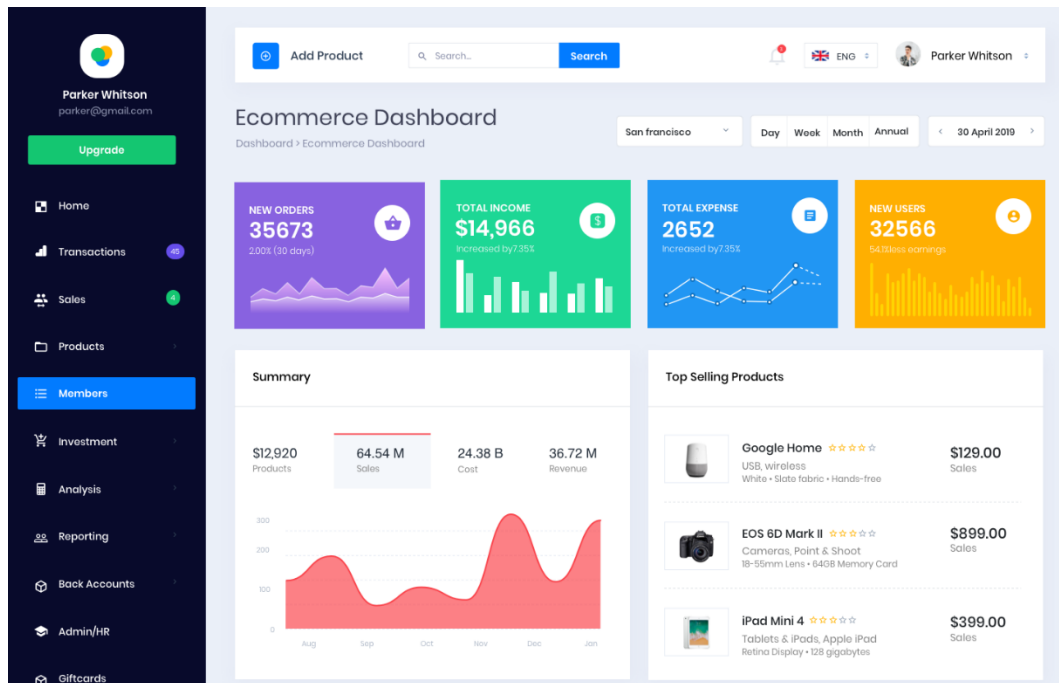 Parker Whitson
parker@gmail.com
Upgrade
Home
Transactions 45
Sales 4
Products
Members
Investment
Analysis
Reporting
Back Accounts
Admin/HR
Giftcards
Add Product
Search...
Search
ENG
Parker Whitson
Ecommerce Dashboard
Dashboard > Ecommerce Dashboard
San francisco
Day Week Month Annual
< 30 April 2019 >
NEW ORDERS
35673
2.00% (30 days)
TOTAL INCOME
$14,966
Increased by7.35%
TOTAL EXPENSE
2652
Increased by7.35%
NEW USERS
32566
54.1%less earnings
Summary
$12,920
Products
64.54 M
Sales
24.38 B
Cost
36.72 M
Revenue
300
200
100
0
Aug Sep Oct Nov Dec Jan
Top Selling Products
Google Home
USB, wireless
White • Slate fabric • Hands-free
$129.00
Sales
EOS 6D Mark II
Cameras, Point & Shoot
18-55mm Lens • 64GB Memory Card
$899.00
Sales
iPad Mini 4
Tablets & iPads, Apple iPad
Retina Display • 128 gigabytes
$399.00
Sales